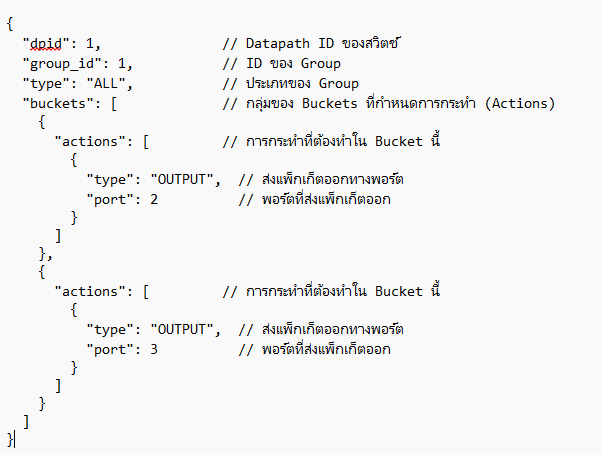 {
  "dpid": 1,               // Datapath ID ของสวิตช์
  "group_id": 1,           // ID ของ Group
  "type": "ALL",           // ประเภทของ Group
  "buckets": [             // กลุ่มของ Buckets ที่กำหนดการกระทำ (Actions)
    {
      "actions": [         // การกระทำที่ต้องทำใน Bucket นี้
        {
          "type": "OUTPUT",  // ส่งแพ็กเก็ตออกทางพอร์ต
          "port": 2          // พอร์ตที่ส่งแพ็กเก็ตออก
        }
      ]
    },
    {
      "actions": [         // การกระทำที่ต้องทำใน Bucket นี้
        {
          "type": "OUTPUT",  // ส่งแพ็กเก็ตออกทางพอร์ต
          "port": 3          // พอร์ตที่ส่งแพ็กเก็ตออก
        }
      ]
    }
  ]
}